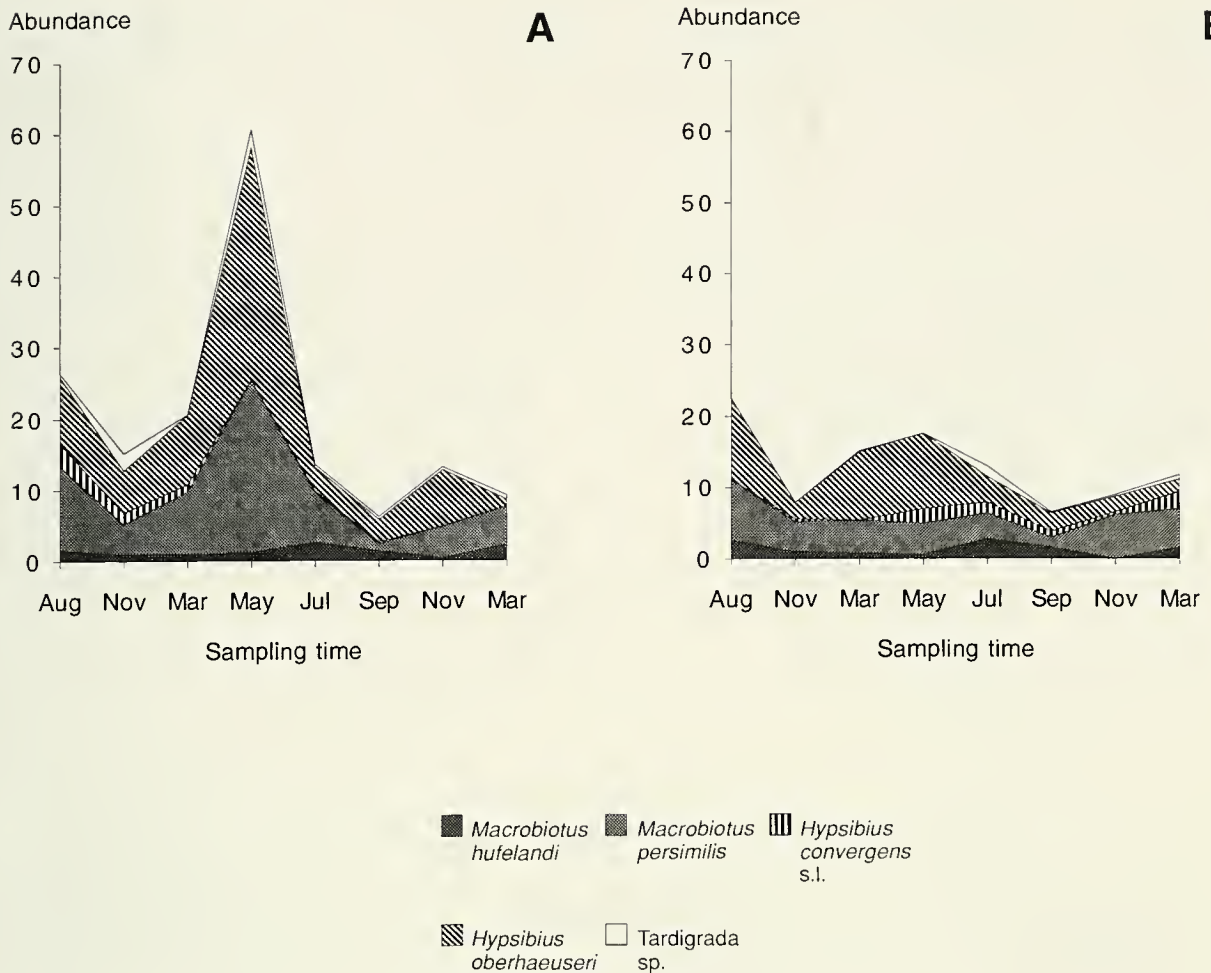 Abundance
A
70
60
50
40
30
20
10
0
Aug Nov Mar May Jul Sep Nov Mar
Sampling time
Abundance
70
60
50
40
30
20
10
0
Aug Nov Mar May Jul Sep Nov Mar
Sampling time
Macrobiotus
hufelandi
Macrobiotus
persimilis
Hypsibius
convergens
s.l.
Hypsibius
oberhaeuseri
Tardigrada
sp.